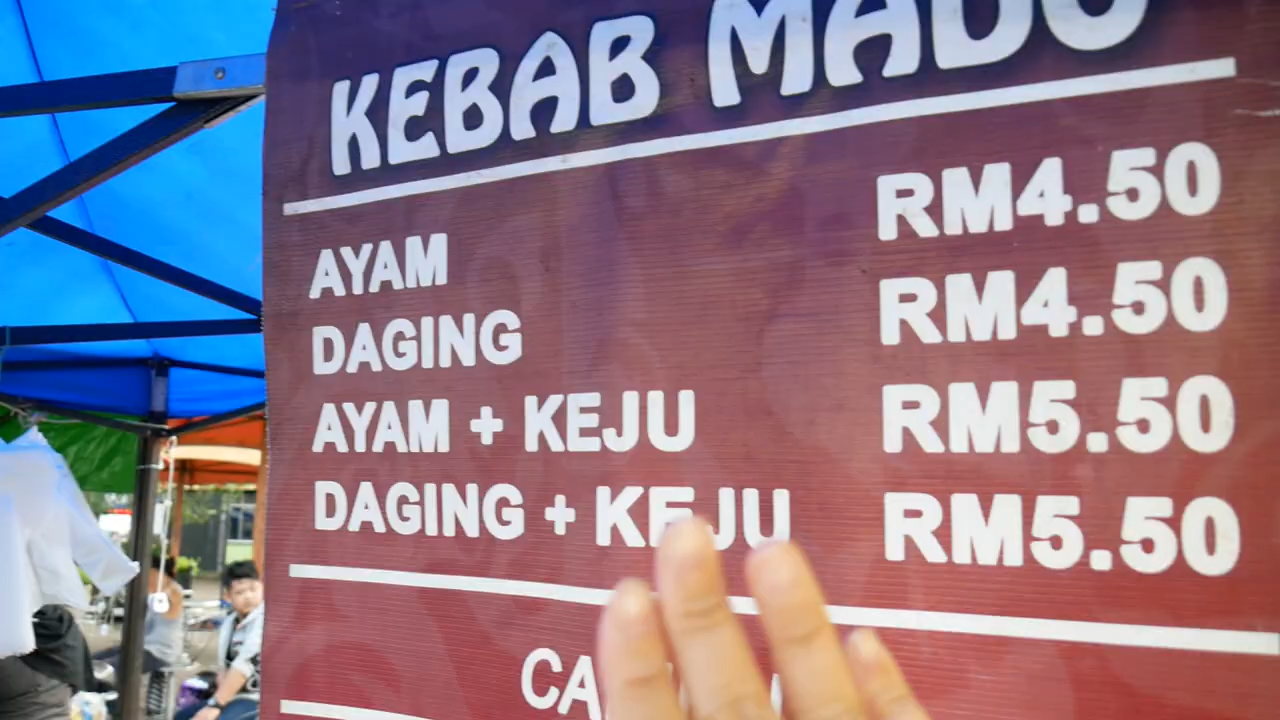 KEBAB MADU
AYAM RM4.50
DAGING RM4.50
AYAM + KEJU RM5.50
DAGING + KEJU RM5.50